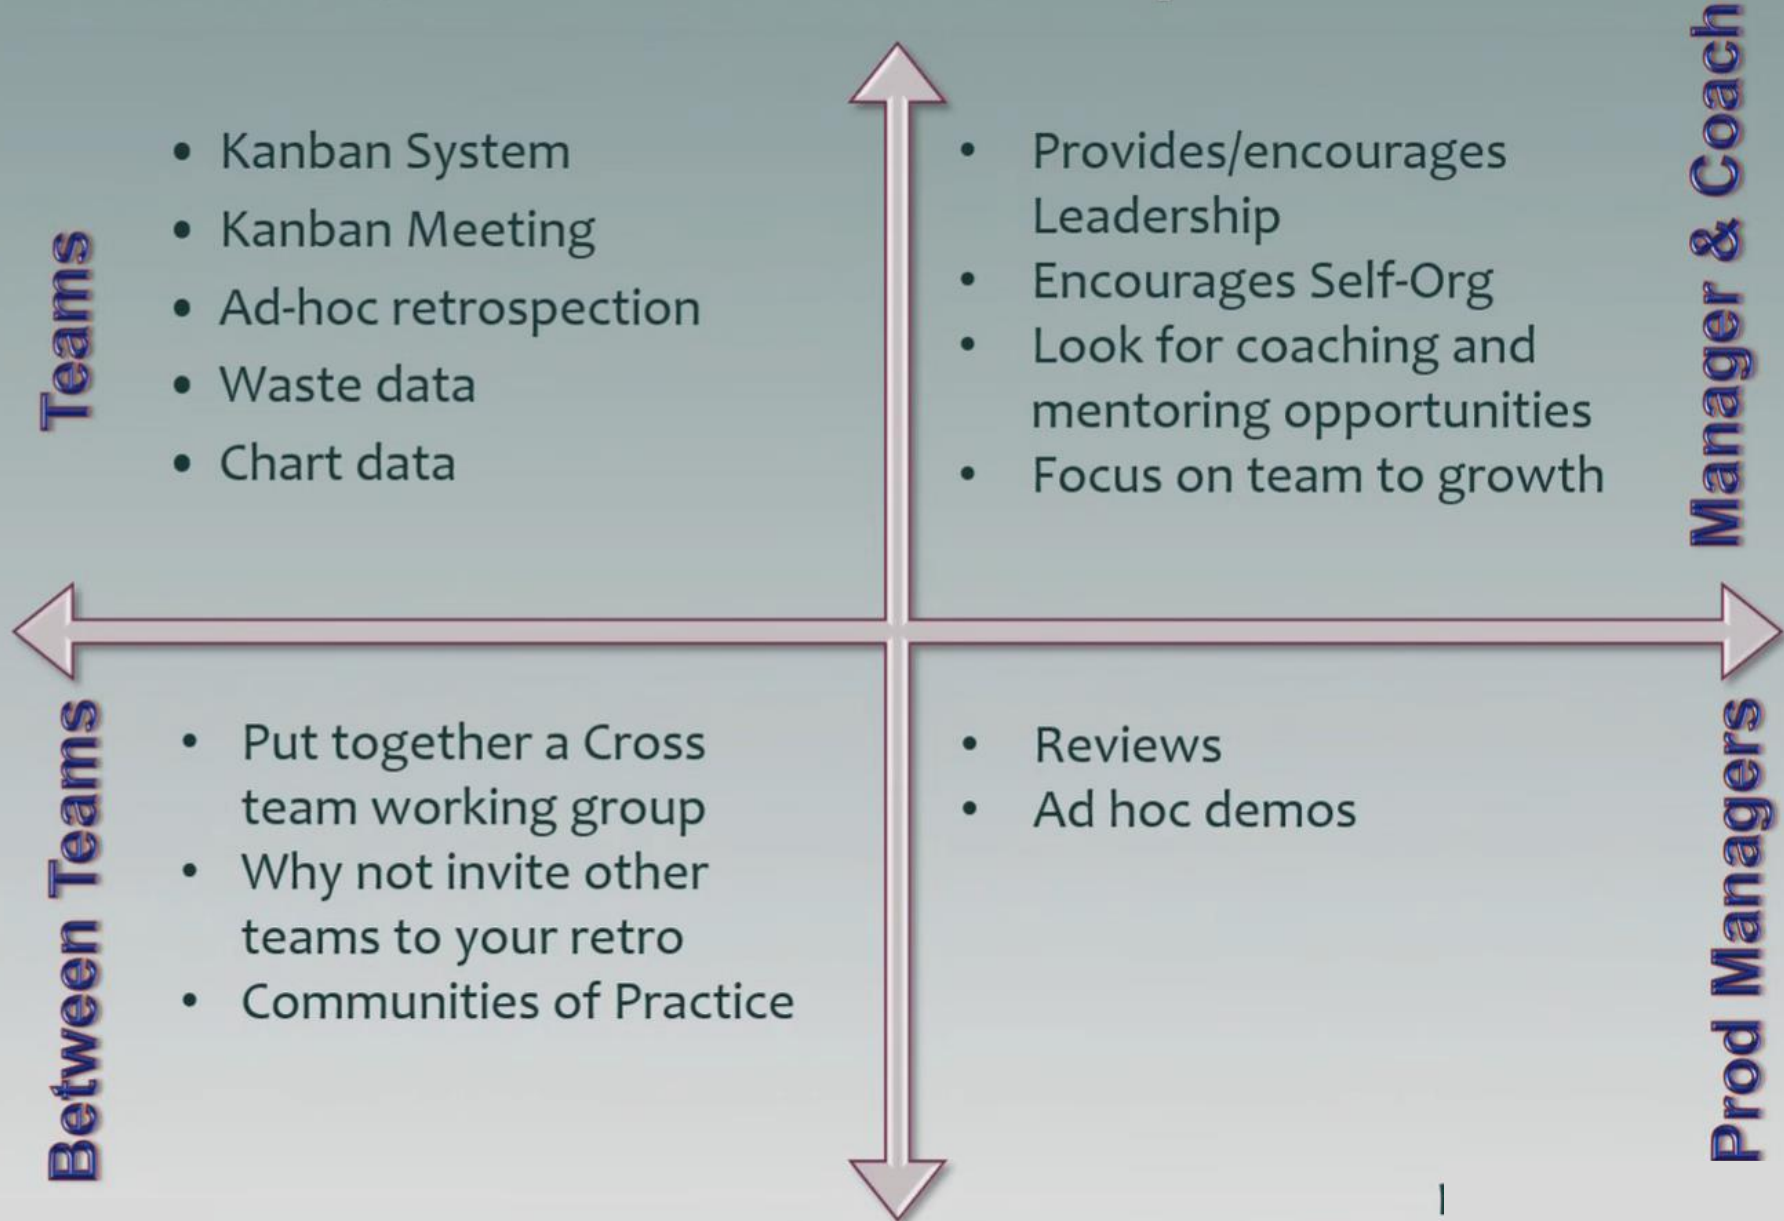 Teams
• Kanban System
• Kanban Meeting
• Ad-hoc retrospection
• Waste data
• Chart data
Manager & Coach
• Provides/encourages
Leadership
• Encourages Self-Org
• Look for coaching and
mentoring opportunities
• Focus on team to growth
Between Teams
• Put together a Cross
team working group
• Why not invite other
teams to your retro
• Communities of Practice
Prod Managers
• Reviews
• Ad hoc demos